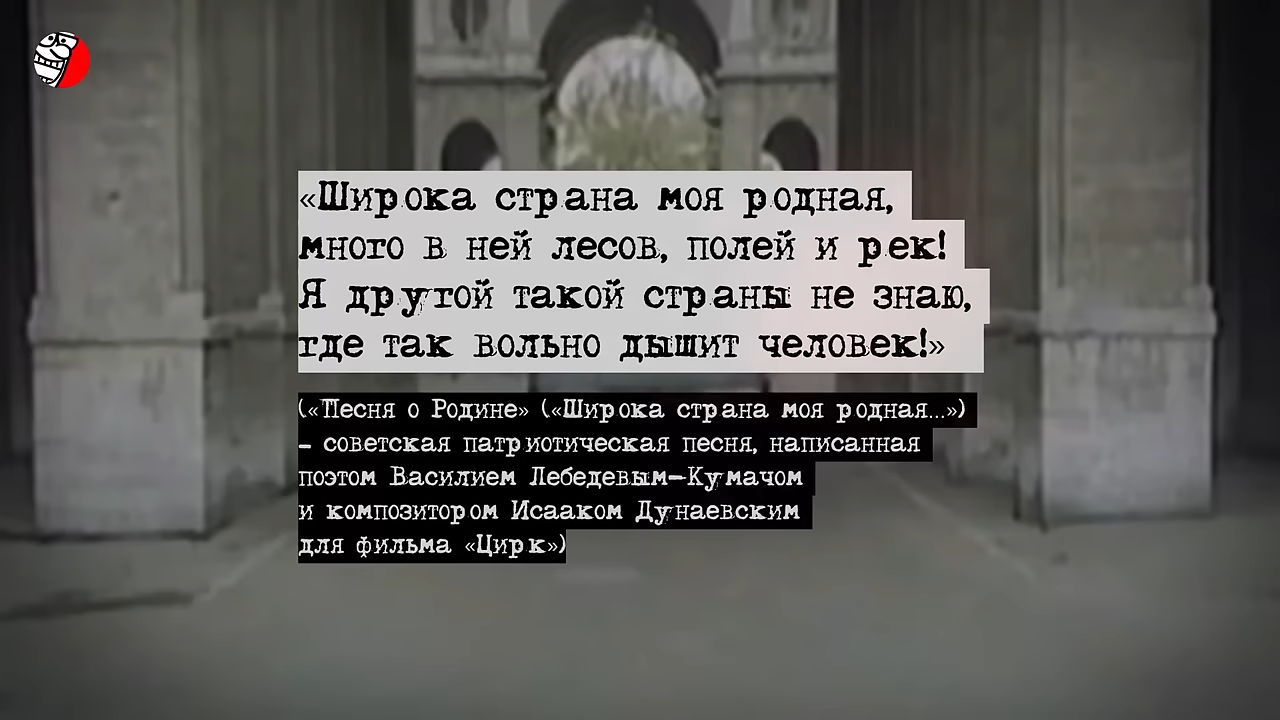 «Широка страна моя родная,
много в ней лесов, полей и рек!
Я другой такой страны не знаю,
где так вольно дышит человек!»
(«Песня о Родине» («Широка страна моя родная…»)
– советская патриотическая песня, написанная
поэтом Василием Лебедевым-Кумачом
и композитором Исааком Дунаевским
для фильма «Цирк»)